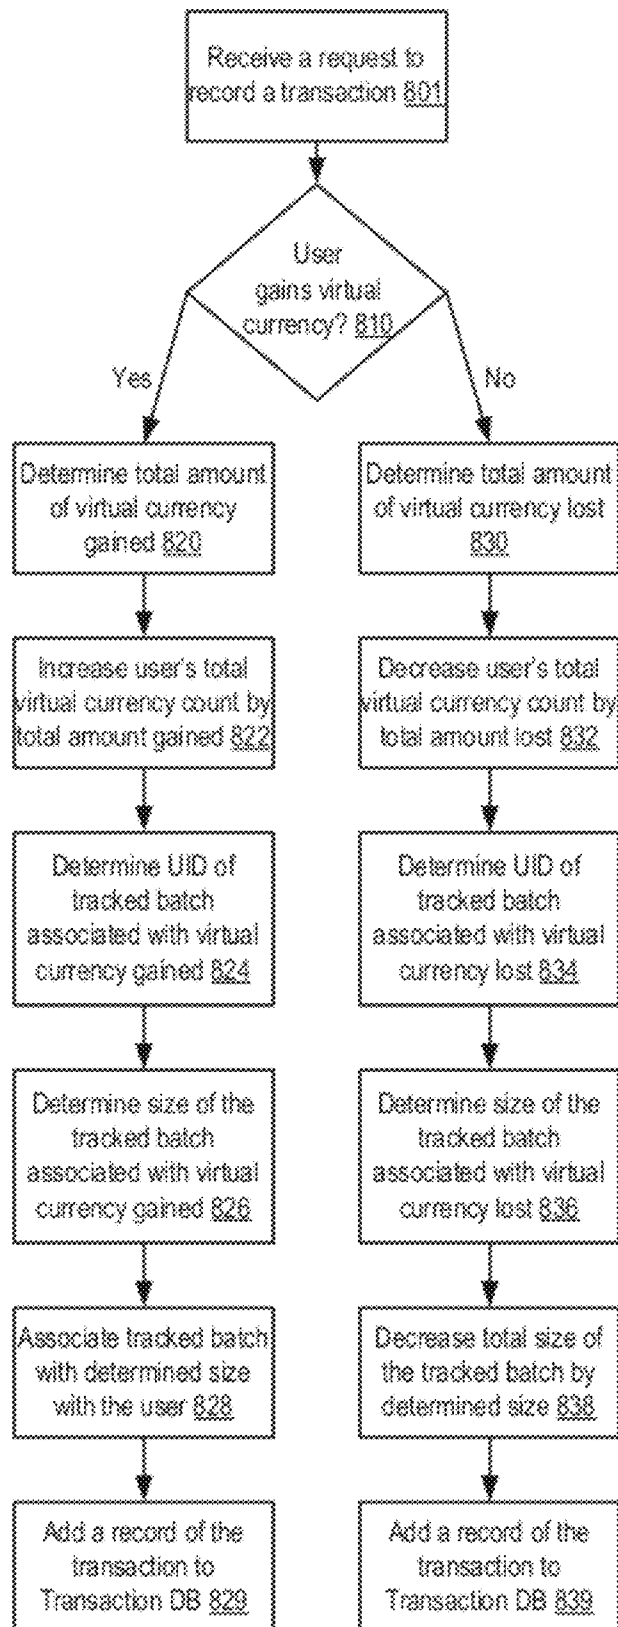 Receive a request to
record a transaction 801
User
gains virtual
currency? 810
Yes
No
Determine total amount
of virtual currency
gained 820
Increase user's total
virtual currency count by
total amount gained 822
Determine UID of
tracked batch
associated with virtual
currency gained 824
Determine size of the
tracked batch
associated with virtual
currency gained 826
Associate tracked batch
with determined size
with the user 828
Add a record of the
transaction to
Transaction DB 829
Determine total amount
of virtual currency lost
830
Decrease user's total
virtual currency count by
total amount lost 832
Determine UID of
tracked batch
associated with virtual
currency lost 834
Determine size of the
tracked batch
associated with virtual
currency lost 836
Decrease total size of
the tracked batch by
determined size 838
Add a record of the
transaction to
Transaction DB 839